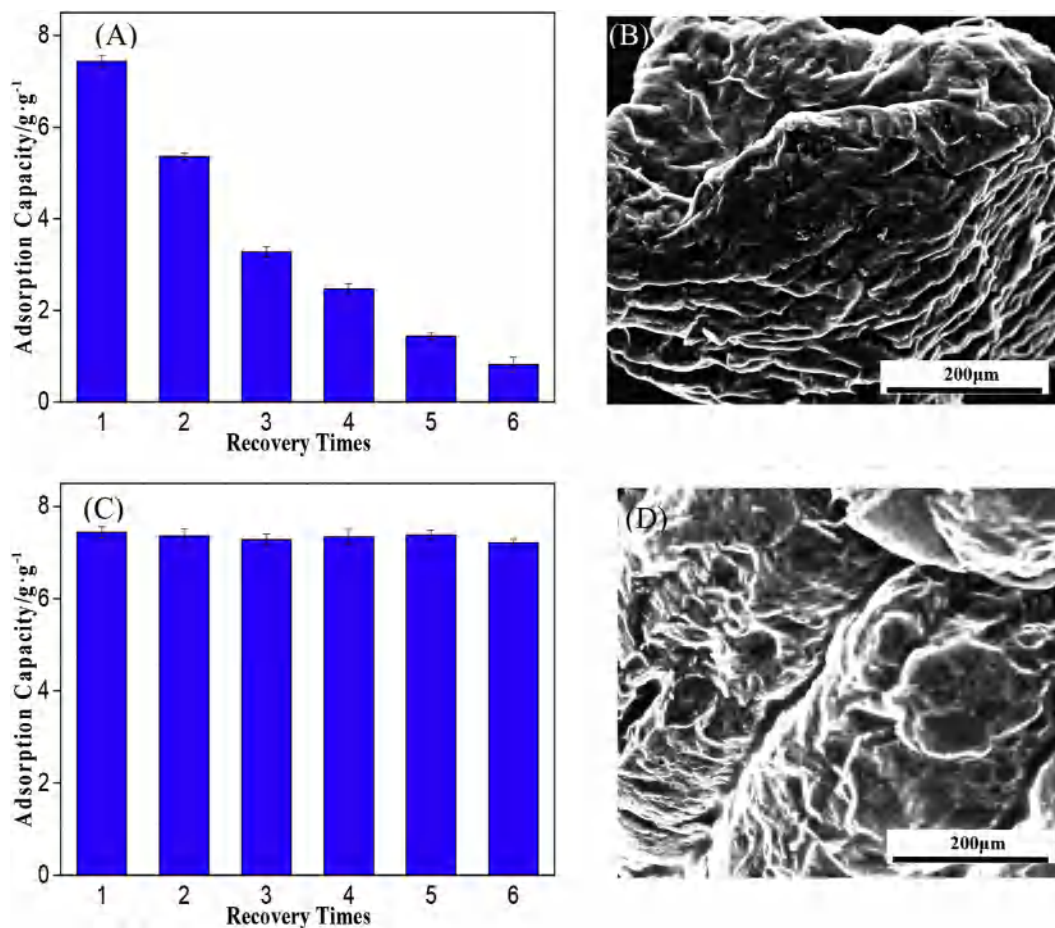 (A)
Adsorption Capacity/g·g⁻¹
8
6
4
2
0
1 2 3 4 5 6
Recovery Times
(B)
200μm
(C)
Adsorption Capacity/g·g⁻¹
8
6
4
2
0
1 2 3 4 5 6
Recovery Times
(D)
200μm